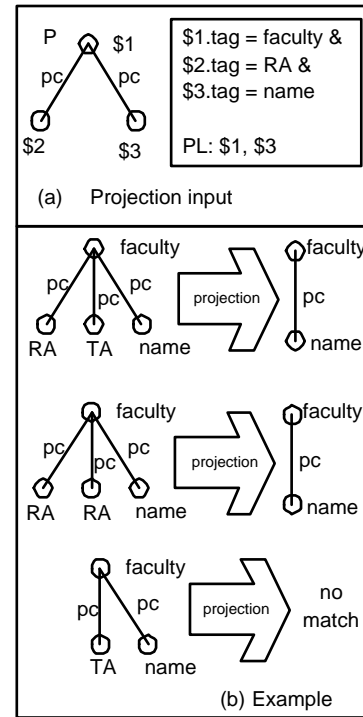 P $1
pc pc
$2 $3
$1.tag = faculty &
$2.tag = RA &
$3.tag = name
PL: $1, $3
(a) Projection input
faculty
pc pc pc
RA TA name
projection
faculty
pc
name
faculty
pc pc pc
RA RA name
projection
faculty
pc
name
faculty
pc pc
TA name
projection
no
match
(b) Example